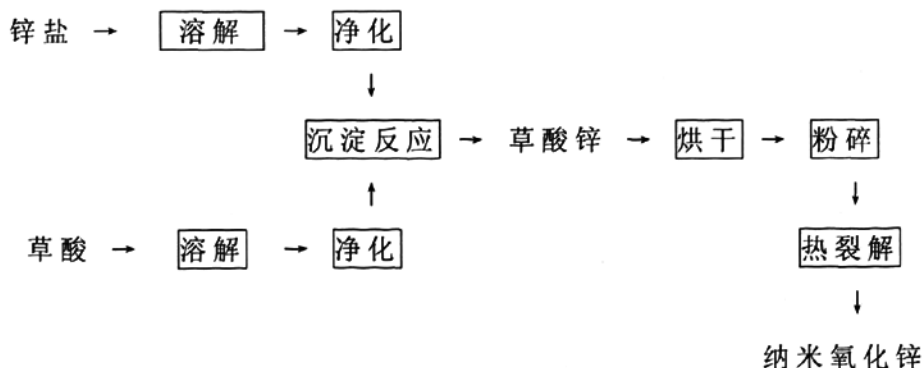 锌盐 → 溶解 → 净化
沉淀反应 → 草酸锌 → 烘干 → 粉碎
草酸 → 溶解 → 净化
热裂解
纳米氧化锌